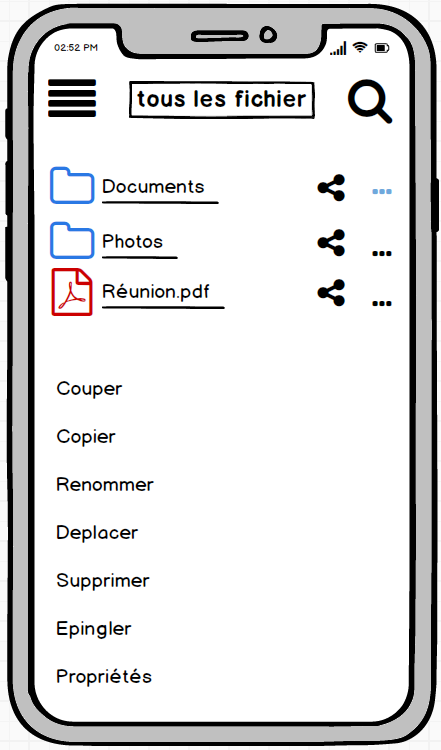 02:52 PM
tous les fichier
Documents
Photos
Réunion.pdf
Couper
Copier
Renommer
Deplacer
Supprimer
Epingler
Propriétés